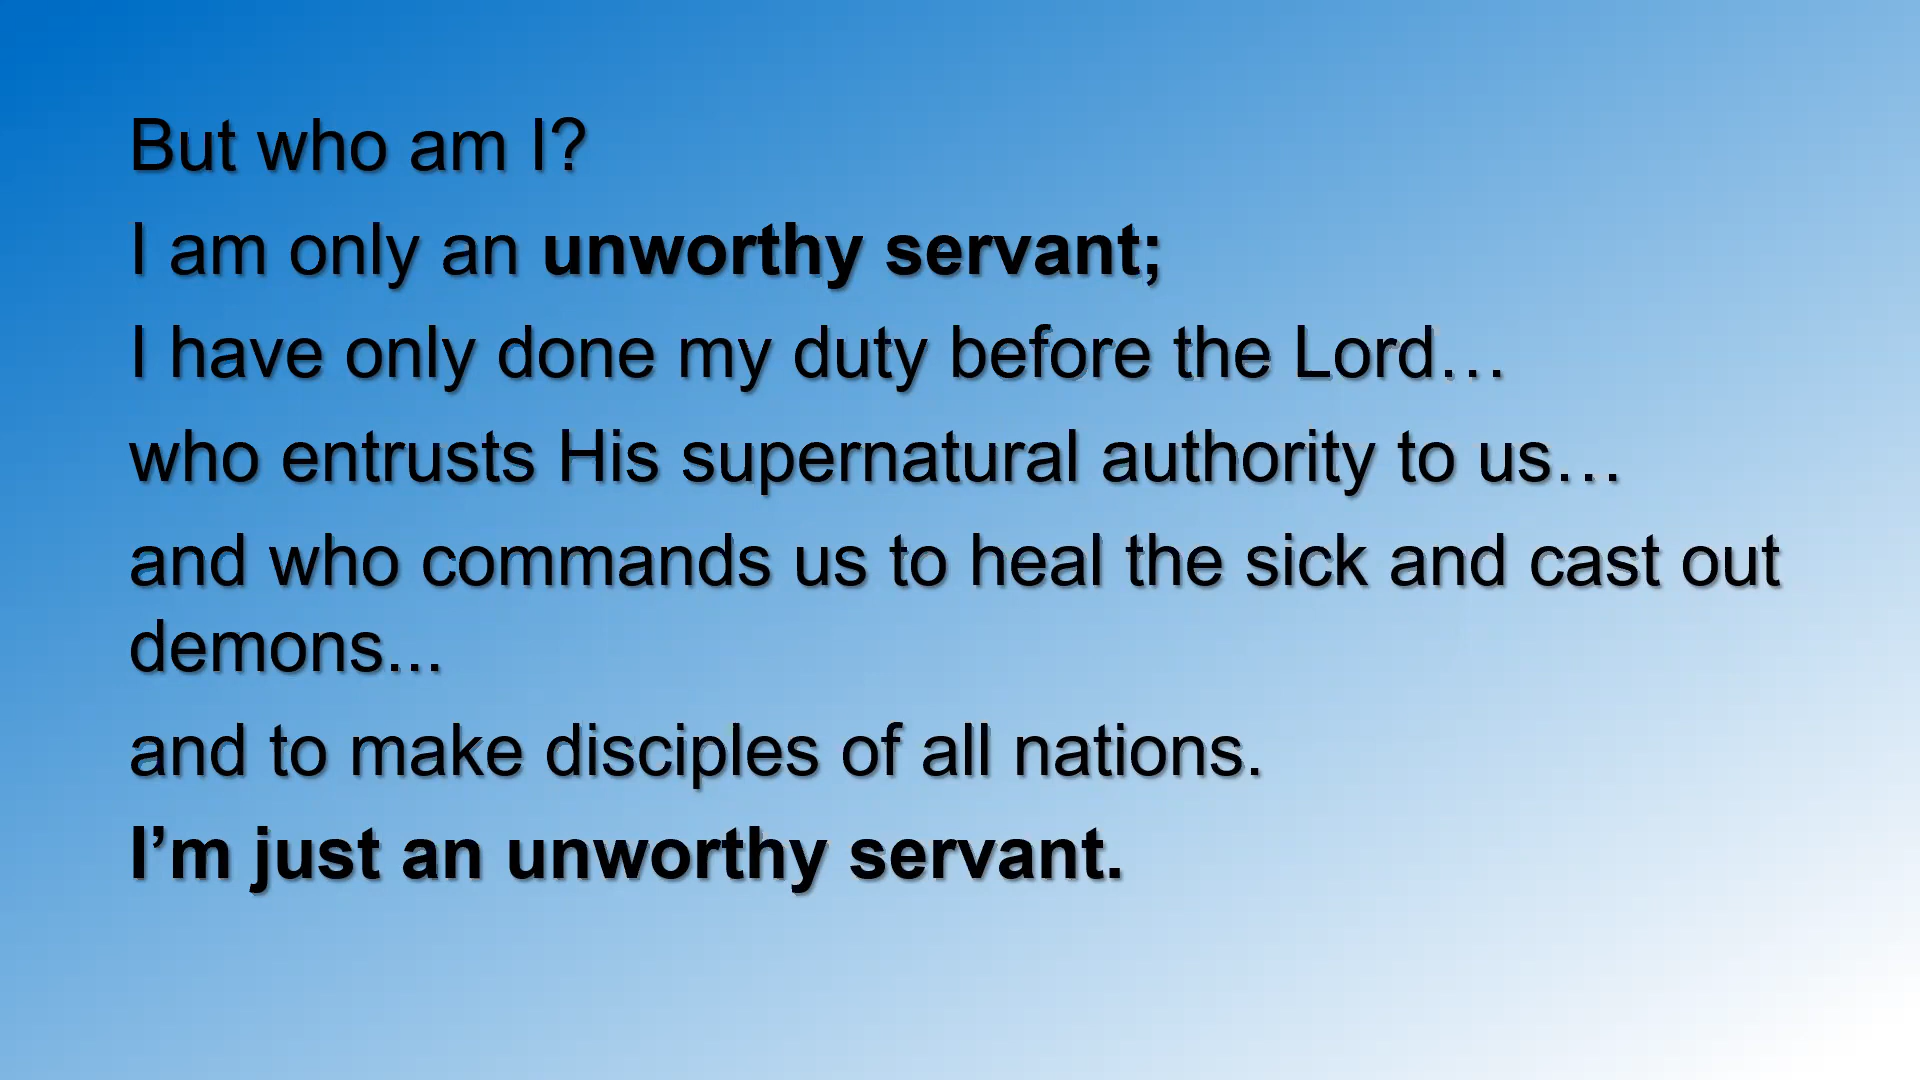 But who am I?
I am only an unworthy servant;
I have only done my duty before the Lord…
who entrusts His supernatural authority to us…
and who commands us to heal the sick and cast out
demons...
and to make disciples of all nations.
I’m just an unworthy servant.